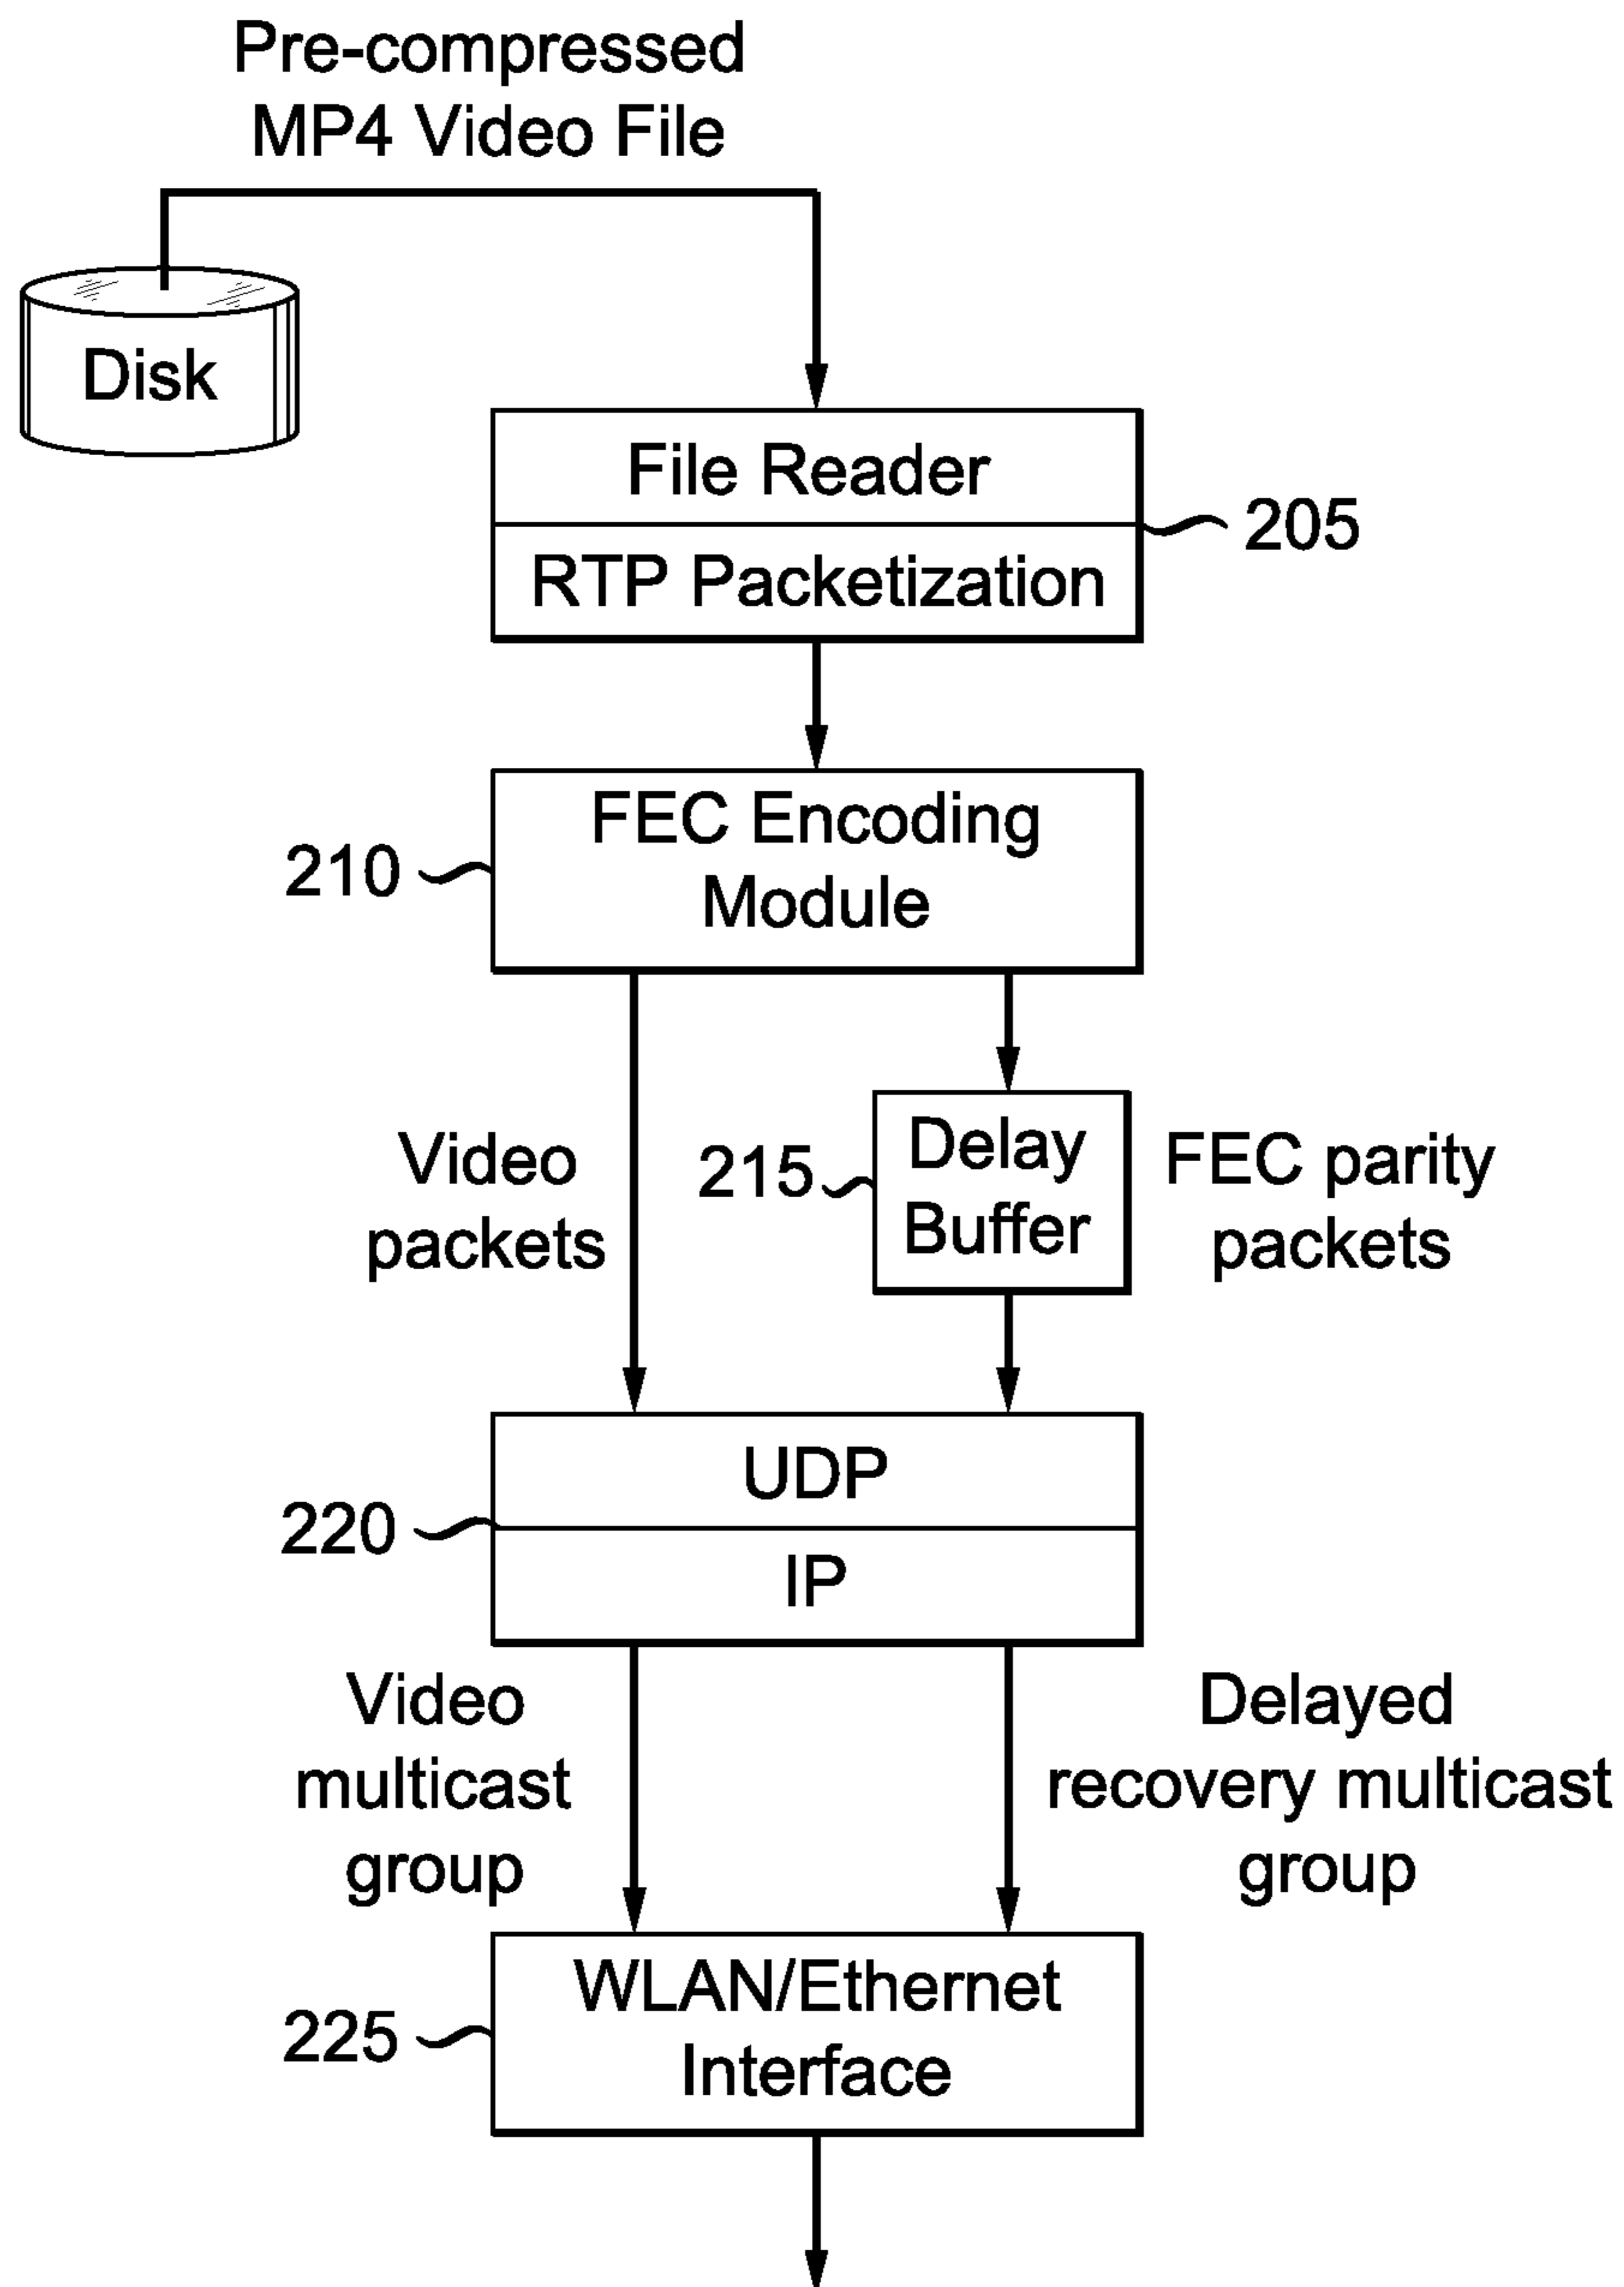 Pre-compressed
MP4 Video File
Disk
File Reader
205
RTP Packetization
FEC Encoding
210
Module
Video
packets
215
Delay
Buffer
FEC parity
packets
UDP
220
IP
Video
multicast
group
Delayed
recovery multicast
group
WLAN/Ethernet
225
Interface